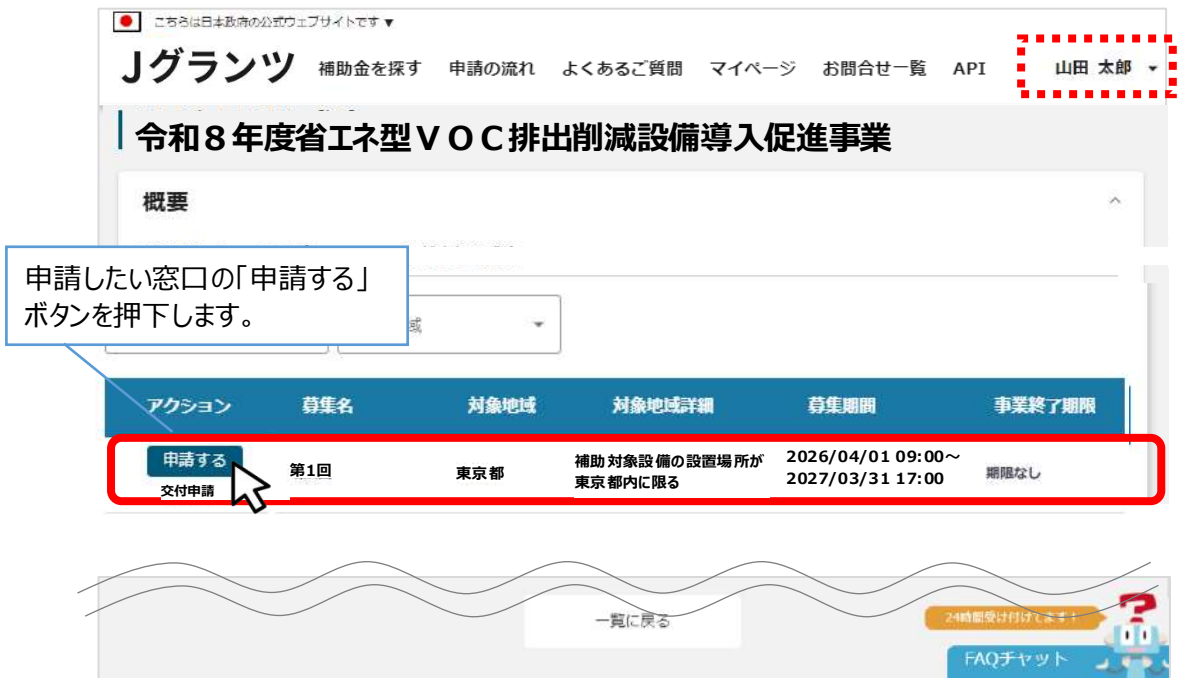 こちらは日本政府の公式ウェブサイトです ▼
Jグランツ 補助金を探す 申請の流れ よくあるご質問 マイページ お問合せ一覧 API 山田 太郎
令和8年度省エネ型VOC排出削減設備導入促進事業
概要
申請したい窓口の「申請する」
ボタンを押下します。
域
アクション 募集名 対象地域 対象地域詳細 募集期間 事業終了期限
申請する
交付申請
第1回
東京都
補助対象設備の設置場所が
東京都内に限る
2026/04/01 09:00～
2027/03/31 17:00
期限なし
一覧に戻る
24時間受け付けてます！
FAQチャット